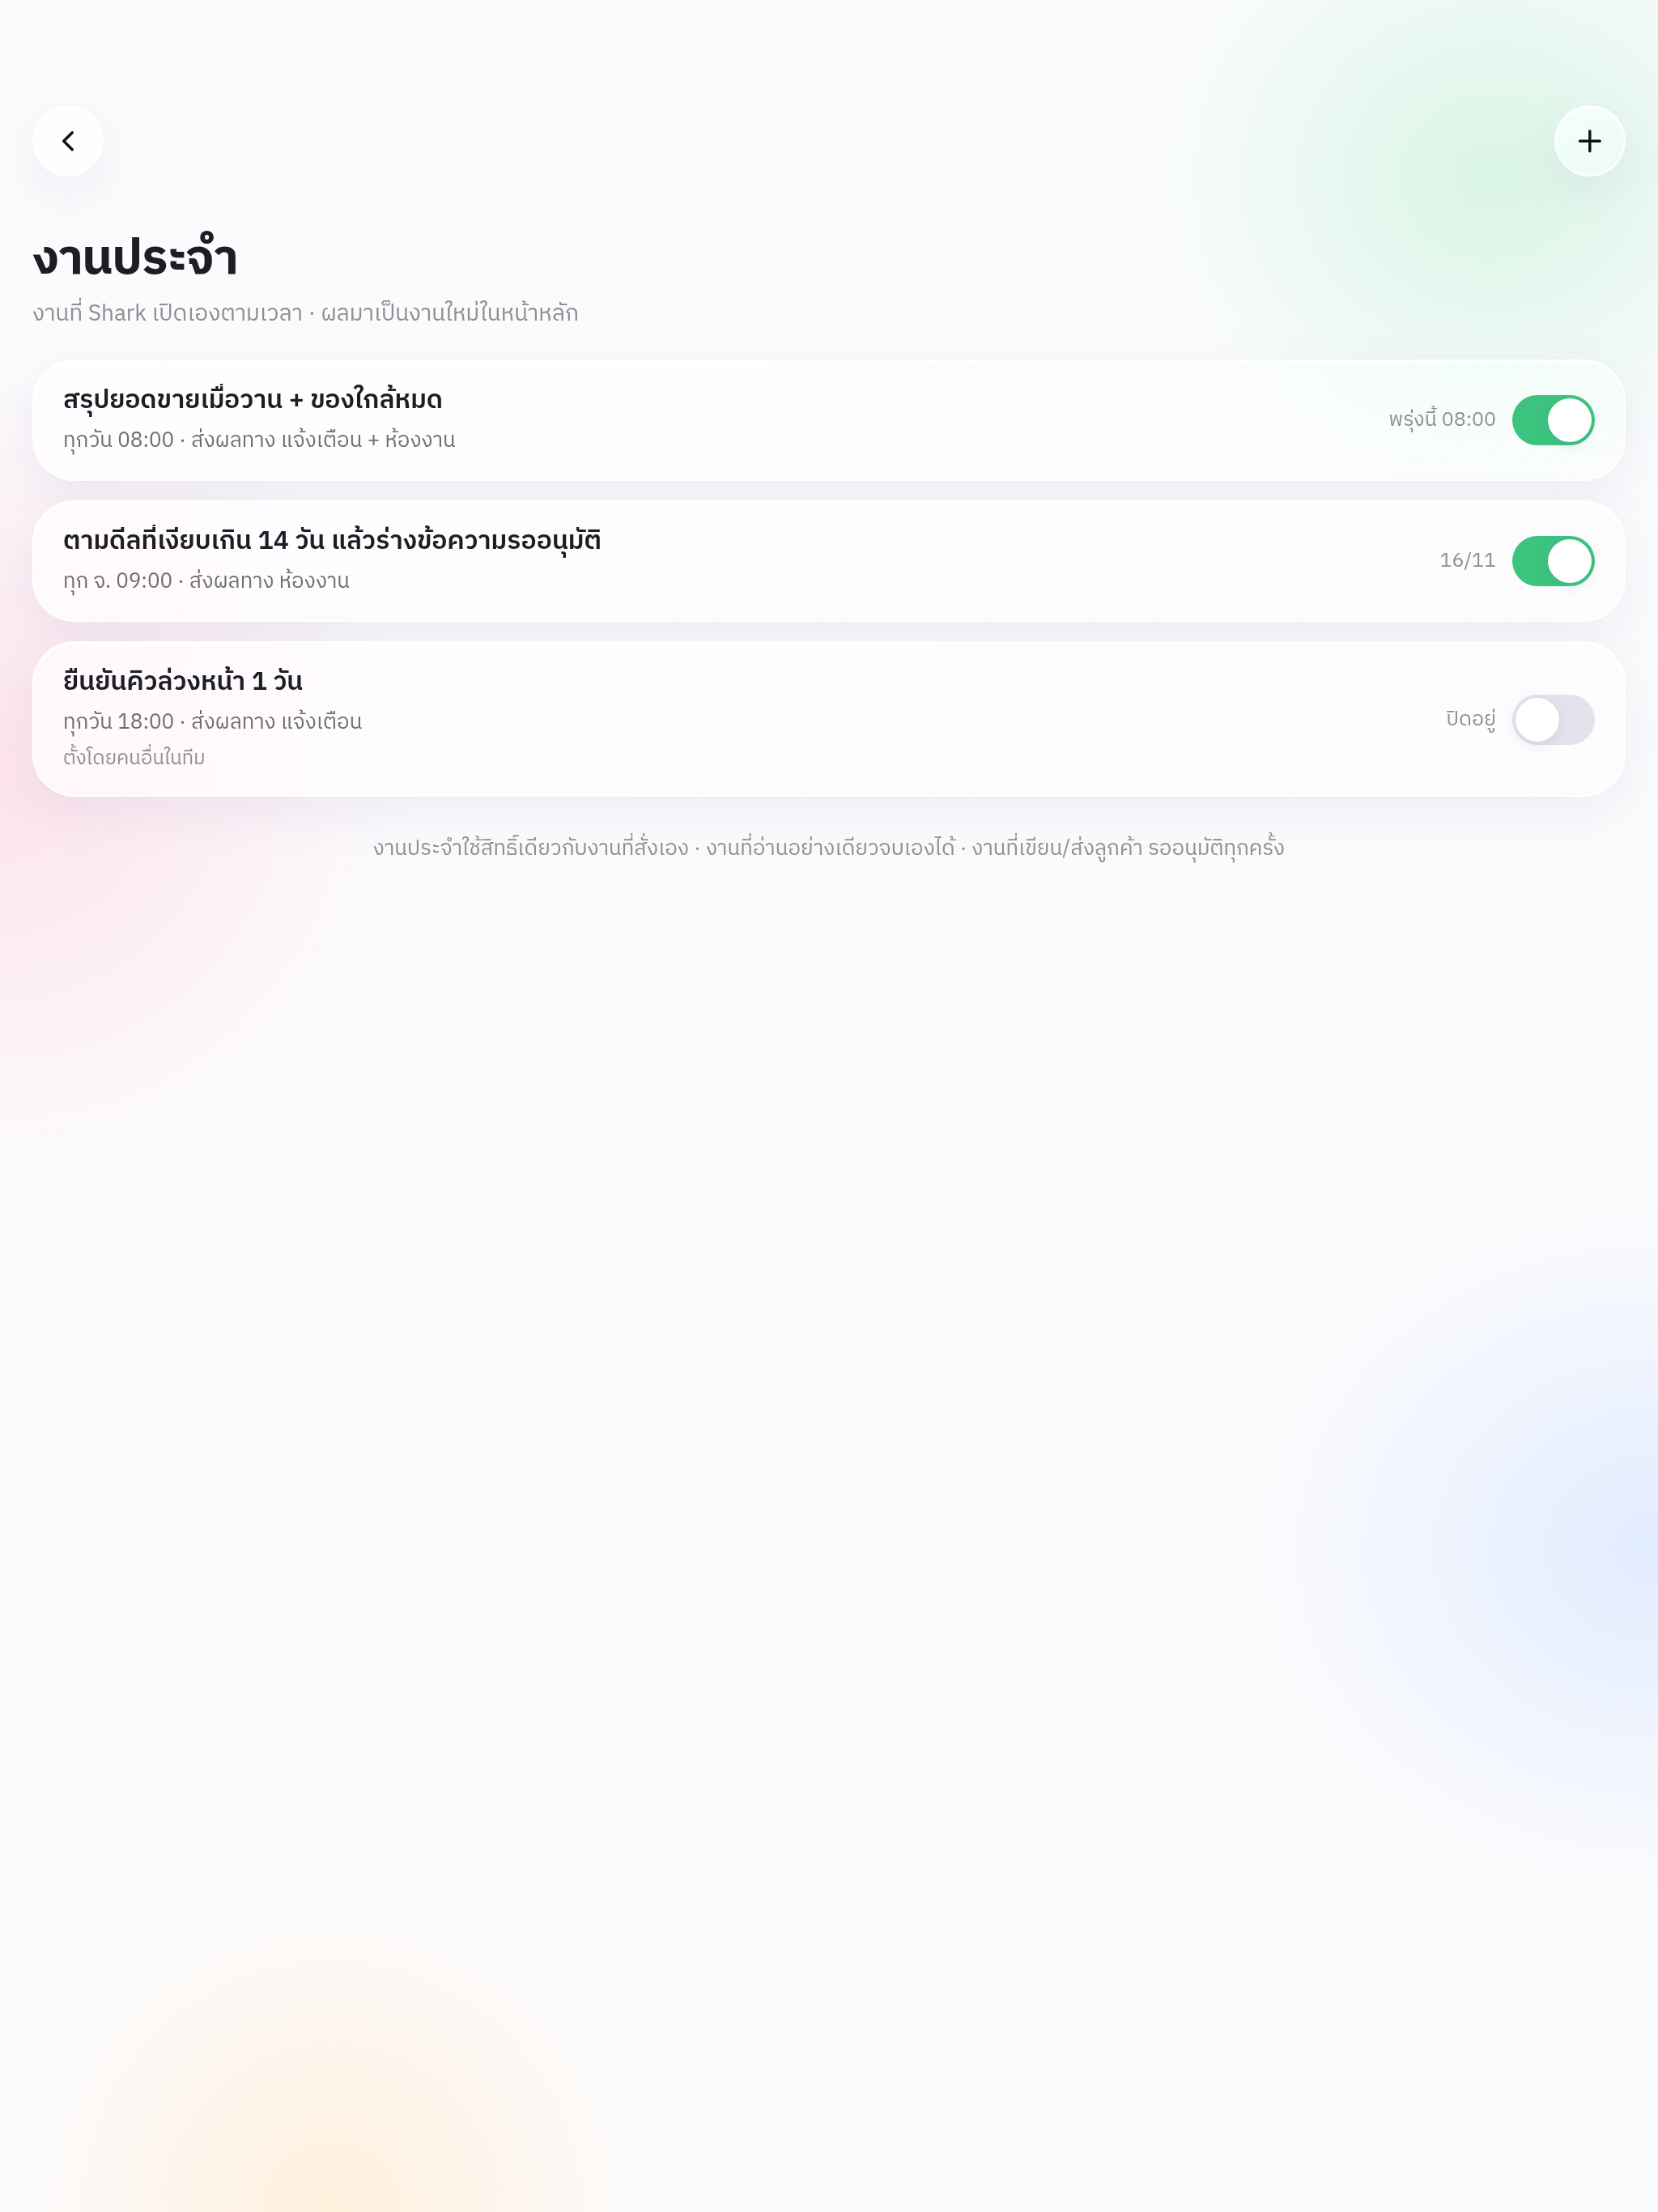 งานประจำ
งานที่ Shark เปิดเองตามเวลา · ผลมาเป็นงานใหม่ในหน้าหลัก
สรุปยอดขายเมื่อวาน + ของใกล้หมด
ทุกวัน 08:00 · ส่งผลทาง แจ้งเตือน + ห้องงาน
พรุ่งนี้ 08:00
ตามดีลที่เงียบเกิน 14 วัน แล้วร่างข้อความรออนุมัติ
ทุก จ. 09:00 · ส่งผลทาง ห้องงาน
16/11
ยืนยันคิวล่วงหน้า 1 วัน
ทุกวัน 18:00 · ส่งผลทาง แจ้งเตือน
ตั้งโดยคนอื่นในทีม
ปิดอยู่
งานประจำใช้สิทธิ์เดียวกับงานที่สั่งเอง · งานที่อ่านอย่างเดียวจบเองได้ · งานที่เขียน/ส่งลูกค้า รออนุมัติทุกครั้ง